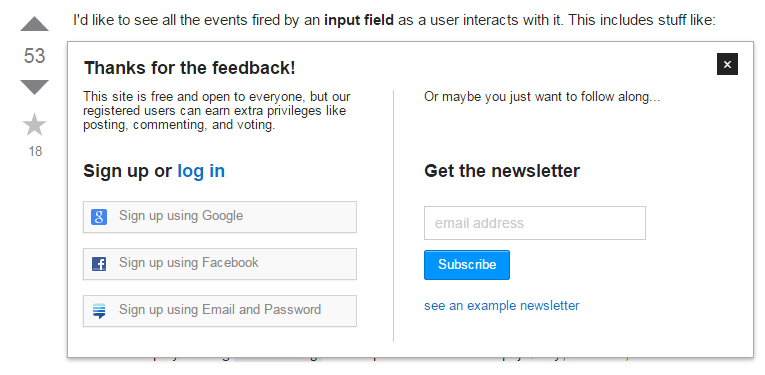 I'd like to see all the events fired by an input field as a user interacts with it. This includes stuff like:
53
18
Thanks for the feedback!
This site is free and open to everyone, but our
registered users can earn extra privileges like
posting, commenting, and voting.
Sign up or log in
Sign up using Google
Sign up using Facebook
Sign up using Email and Password
Or maybe you just want to follow along...
Get the newsletter
email address
Subscribe
see an example newsletter